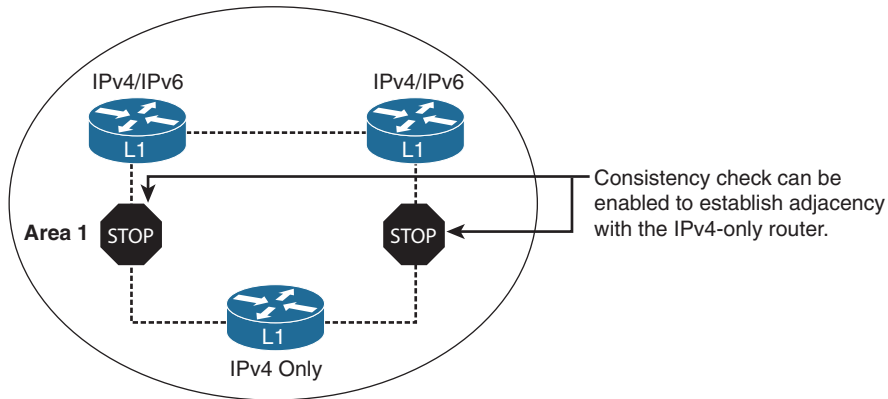 IPv4/IPv6
IPv4/IPv6
L1
L1
Consistency check can be
enabled to establish adjacency
with the IPv4-only router.
Area 1
STOP
STOP
L1
IPv4 Only